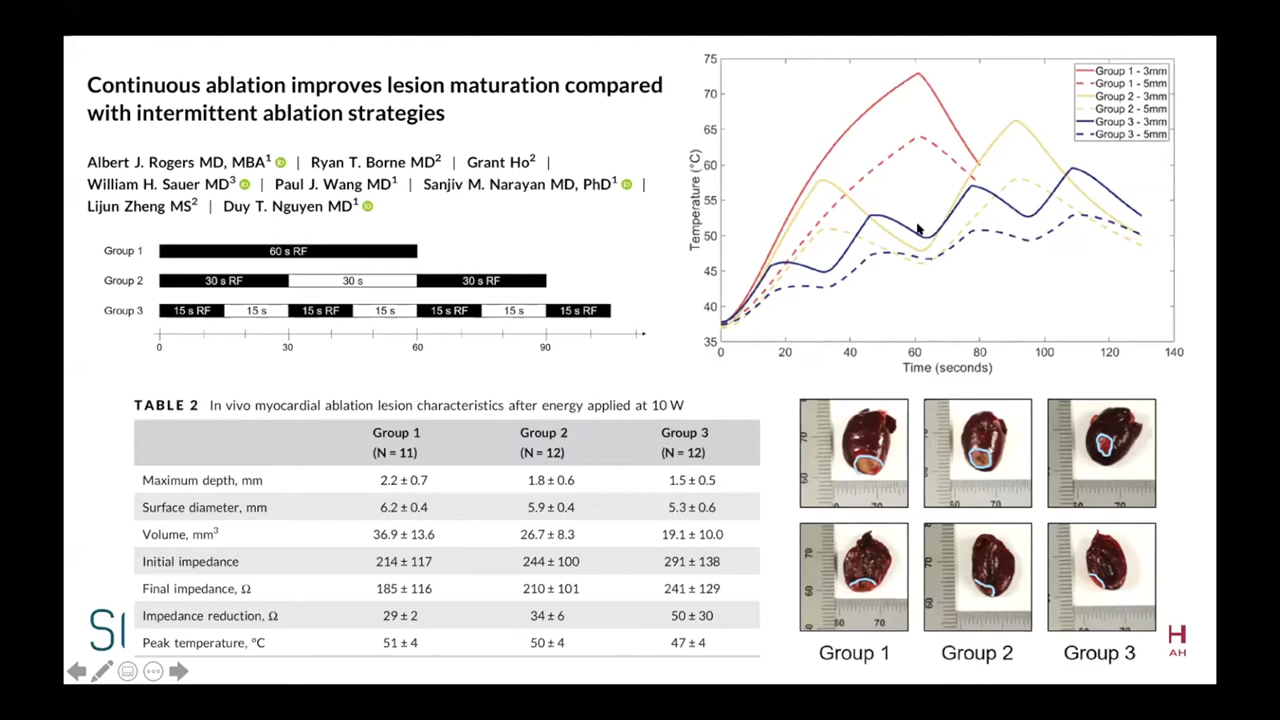 Continuous ablation improves lesion maturation compared
with intermittent ablation strategies
Albert J. Rogers MD, MBA1 iD | Ryan T. Borne MD2 | Grant Ho2 |
William H. Sauer MD3 iD | Paul J. Wang MD1 | Sanjiv M. Narayan MD, PhD1 iD |
Lijun Zheng MS2 | Duy T. Nguyen MD1 iD
Group 1 60 s RF
Group 2 30 s RF 30 s 30 s RF
Group 3 15 s RF 15 s 15 s RF 15 s 15 s RF 15 s 15 s RF
0 30 60 90
75
70
65
60
55
50
45
40
35
Temperature (°C)
0 20 40 60 80 100 120 140
Time (seconds)
Group 1 - 3mm
Group 1 - 5mm
Group 2 - 3mm
Group 2 - 5mm
Group 3 - 3mm
Group 3 - 5mm
TABLE 2 In vivo myocardial ablation lesion characteristics after energy applied at 10 W
Group 1 Group 2 Group 3
(N = 11) (N = 12) (N = 12)
Maximum depth, mm 2.2 ± 0.7 1.8 ± 0.6 1.5 ± 0.5
Surface diameter, mm 6.2 ± 0.4 5.9 ± 0.4 5.3 ± 0.6
Volume, mm3 36.9 ± 13.6 26.7 ± 8.3 19.1 ± 10.0
Initial impedance 214 ± 117 244 ± 100 291 ± 138
Final impedance, Ω 185 ± 116 210 ± 101 241 ± 129
Impedance reduction, Ω 29 ± 2 34 ± 6 50 ± 30
Peak temperature, °C 51 ± 4 50 ± 4 47 ± 4
Group 1 Group 2 Group 3
H
AH